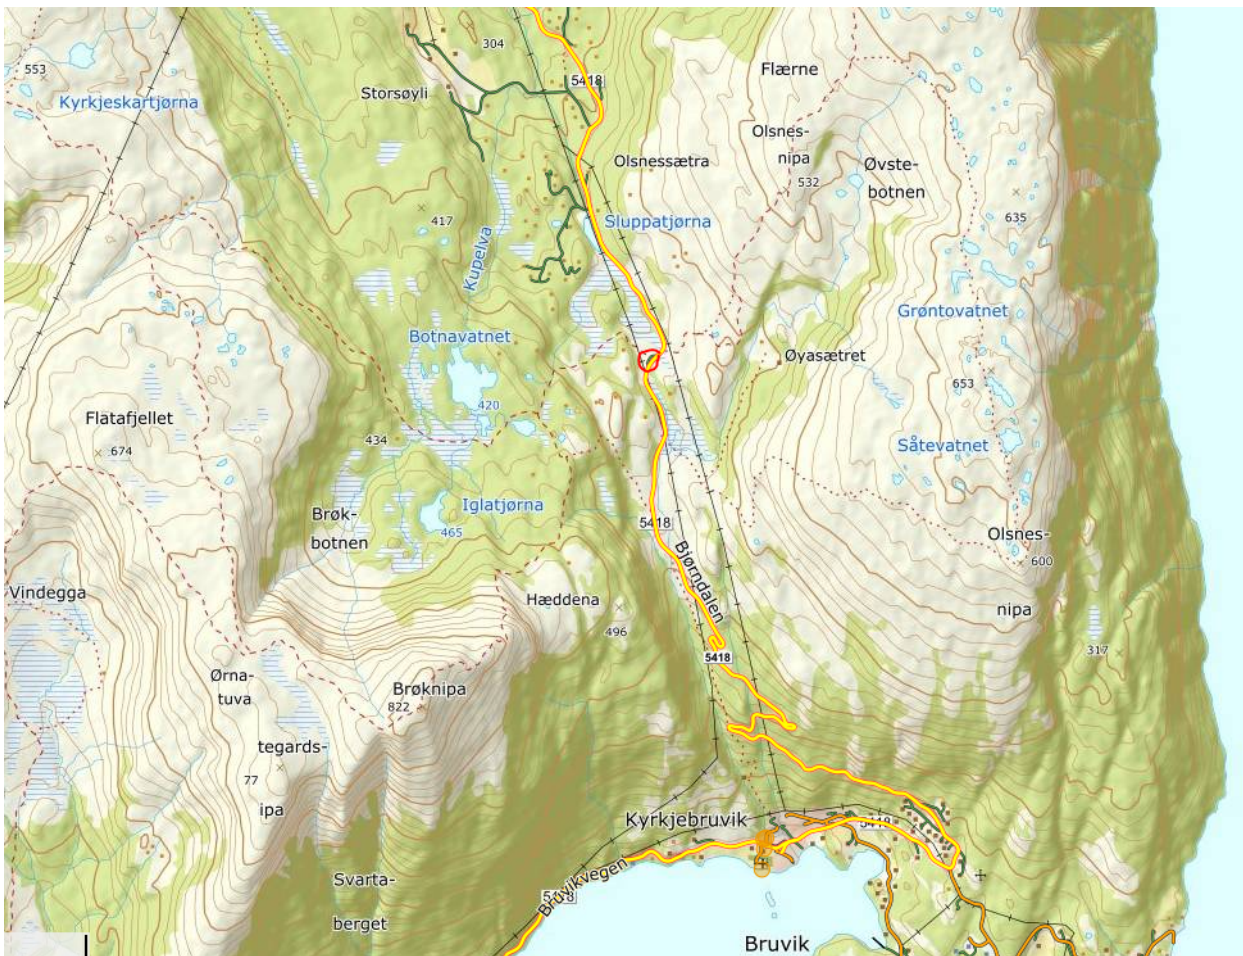 304
553
5418
Flærne
Storsøyli
Kyrkjeskartjørna
Olsnes-
nipa
Olsnessætra
Øvste-
botnen
532
635
417
Sluppatjørna
Kupelva
Grøntovatnet
Botnavatnet
Øyasætret
653
420
Flatafjellet
434
674
Såtevatnet
Iglatjørna
Brøk-
botnen
465
5418
Olsnes-
600
nipa
Bjørndalen
Vindegga
Hæddena
496
317
5418
Ørna-
tuva
Brøknipa
822
tegards-
77
ipa
Kyrkjebruvik
5418
Svarta-
berget
Bruvikvegen
5418
Bruvik